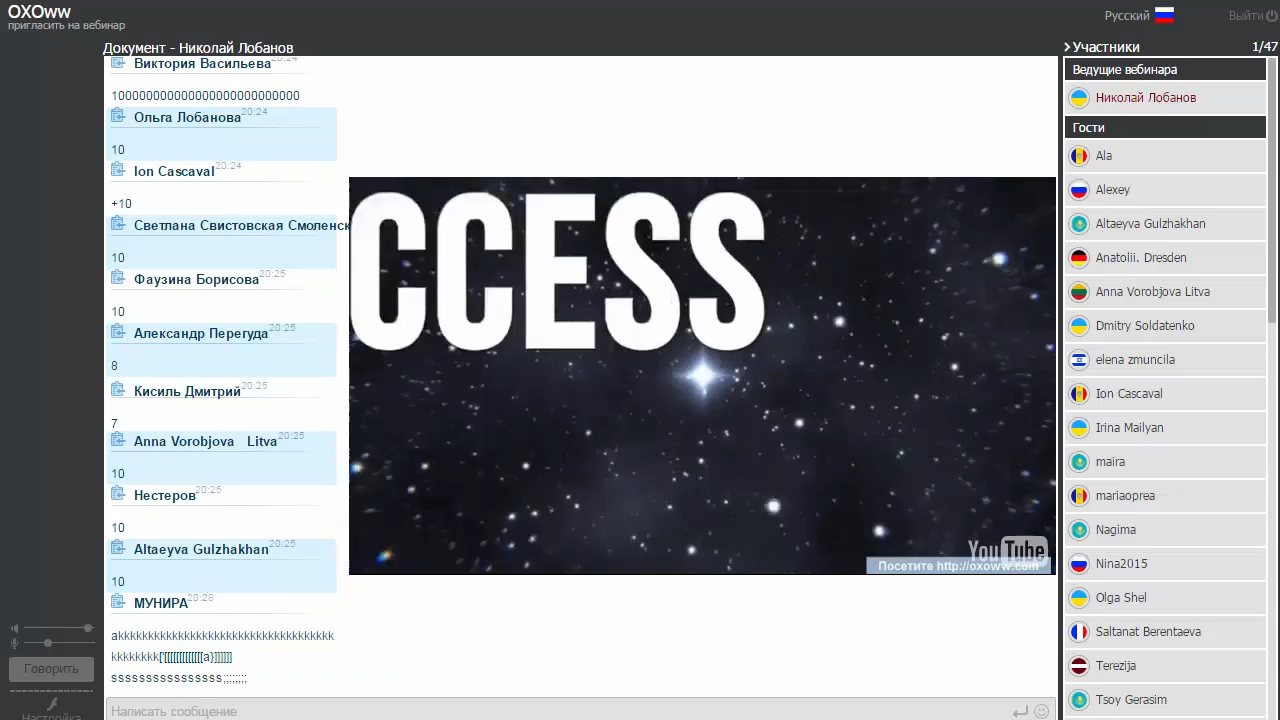 OXOww
пригласить на вебинар
Русский
Выйти
Документ - Николай Лобанов
Виктория Васильева 20:24
10000000000000000000000000000
Ольга Лобанова 20:24
10
Ion Cascaval 20:24
+10
Светлана Свистовская Смоленск
10
Фаузина Борисова 20:25
10
Александр Перегуда 20:25
8
Кисиль Дмитрий 20:25
7
Anna Vorobjova Litva 20:25
10
Нестеров 20:25
10
Altaeyva Gulzhakhan 20:25
10
МУНИРА 20:28
akkkkkkkkkkkkkkkkkkkkkkkkkkkkkkkkkkkk
kkkkkkkk['[[[[[[[[[[[[[a}]]]]]]
ssssssssssssssss;;;;;;;;
Написать сообщение
CCESS
YouTube
Посетите http://oxoww.com
Участники 1/47
Ведущие вебинара
Николай Лобанов
Гости
Ala
Alexey
Altaeyva Gulzhakhan
Anatolii. Dresden
Anna Vorobjova Litva
Dmitry Soldatenko
elena zmuncila
Ion Cascaval
Irina Mailyan
maira
mariaoprea
Nagima
Nina2015
Olga Shel
Saltanat Berentaeva
Terezija
Tsoy Gerasim
Говорить
Настройка